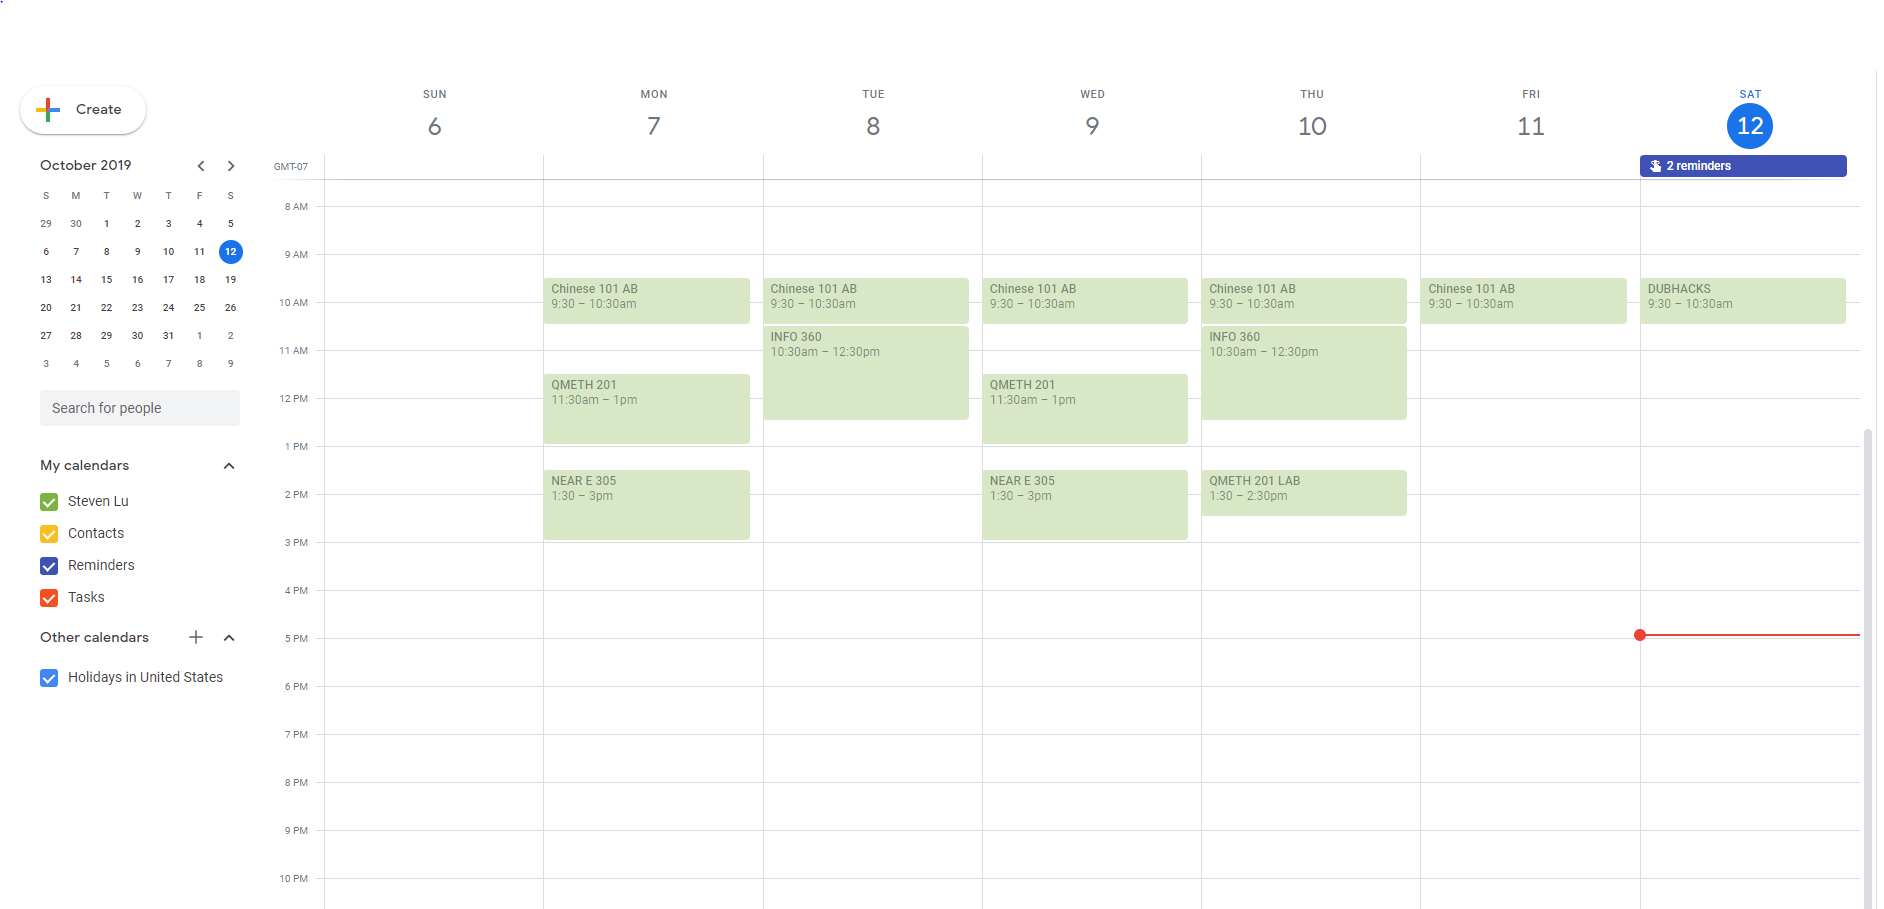 Create
October 2019
S M T W T F S
29 30 1 2 3 4 5
6 7 8 9 10 11 12
13 14 15 16 17 18 19
20 21 22 23 24 25 26
27 28 29 30 31 1 2
3 4 5 6 7 8 9
Search for people
My calendars
Steven Lu
Contacts
Reminders
Tasks
Other calendars
Holidays in United States
SUN MON TUE WED THU FRI SAT
6 7 8 9 10 11 12
GMT-07
2 reminders
8 AM
9 AM
10 AM
11 AM
12 PM
1 PM
2 PM
3 PM
4 PM
5 PM
6 PM
7 PM
8 PM
9 PM
10 PM
Chinese 101 AB
9:30 – 10:30am
QMETH 201
11:30am – 1pm
NEAR E 305
1:30 – 3pm
Chinese 101 AB
9:30 – 10:30am
INFO 360
10:30am – 12:30pm
Chinese 101 AB
9:30 – 10:30am
QMETH 201
11:30am – 1pm
NEAR E 305
1:30 – 3pm
Chinese 101 AB
9:30 – 10:30am
INFO 360
10:30am – 12:30pm
QMETH 201 LAB
1:30 – 2:30pm
Chinese 101 AB
9:30 – 10:30am
DUBHACKS
9:30 – 10:30am